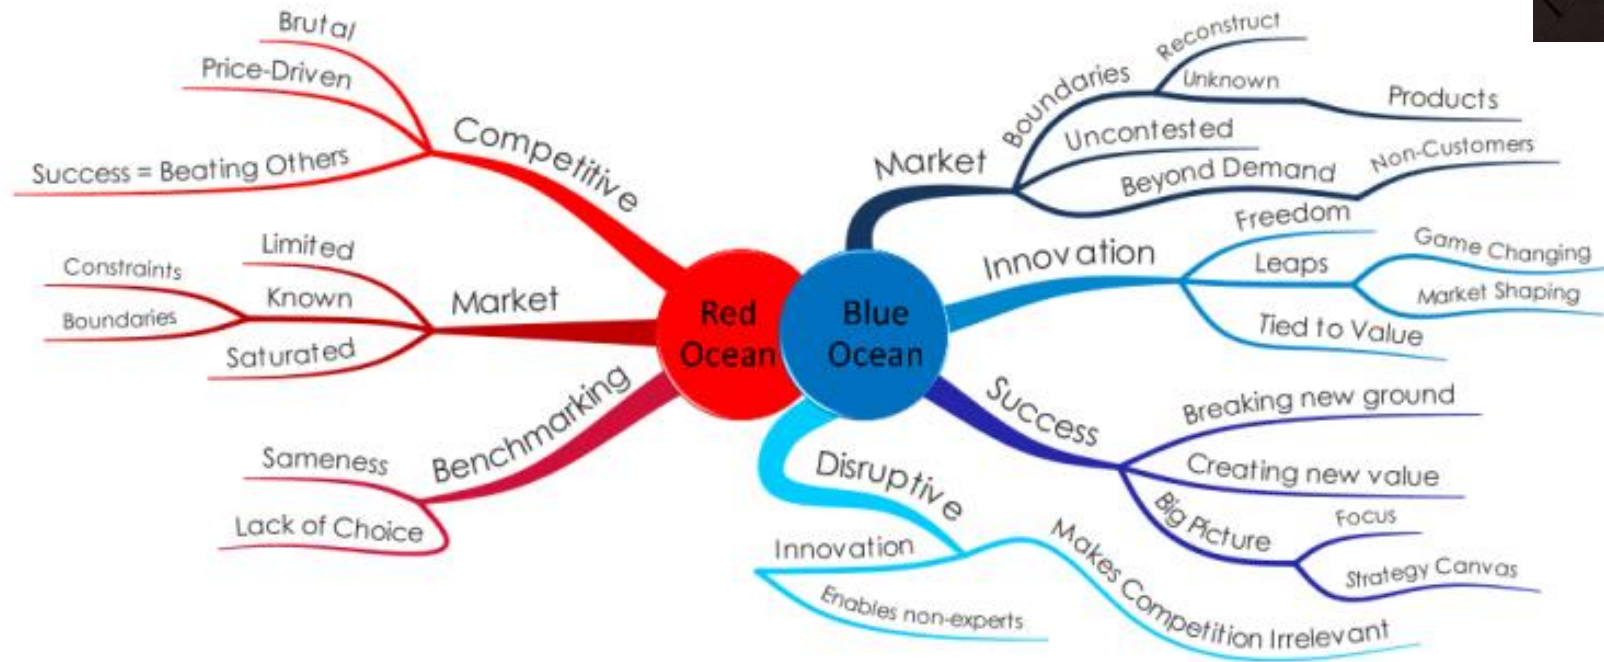 Brutal
Price-Driven
Success = Beating Others
Competitive
Limited
Constraints
Known
Boundaries
Saturated
Market
Sameness
Lack of Choice
Benchmarking
Red
Ocean
Blue
Ocean
Market
Boundaries
Reconstruct
Unknown
Products
Uncontested
Beyond Demand
Non-Customers
Innovation
Freedom
Leaps
Game Changing
Market Shaping
Tied to Value
Success
Breaking new ground
Creating new value
Big Picture
Focus
Strategy Canvas
Disruptive
Innovation
Enables non-experts
Makes Competition Irrelevant